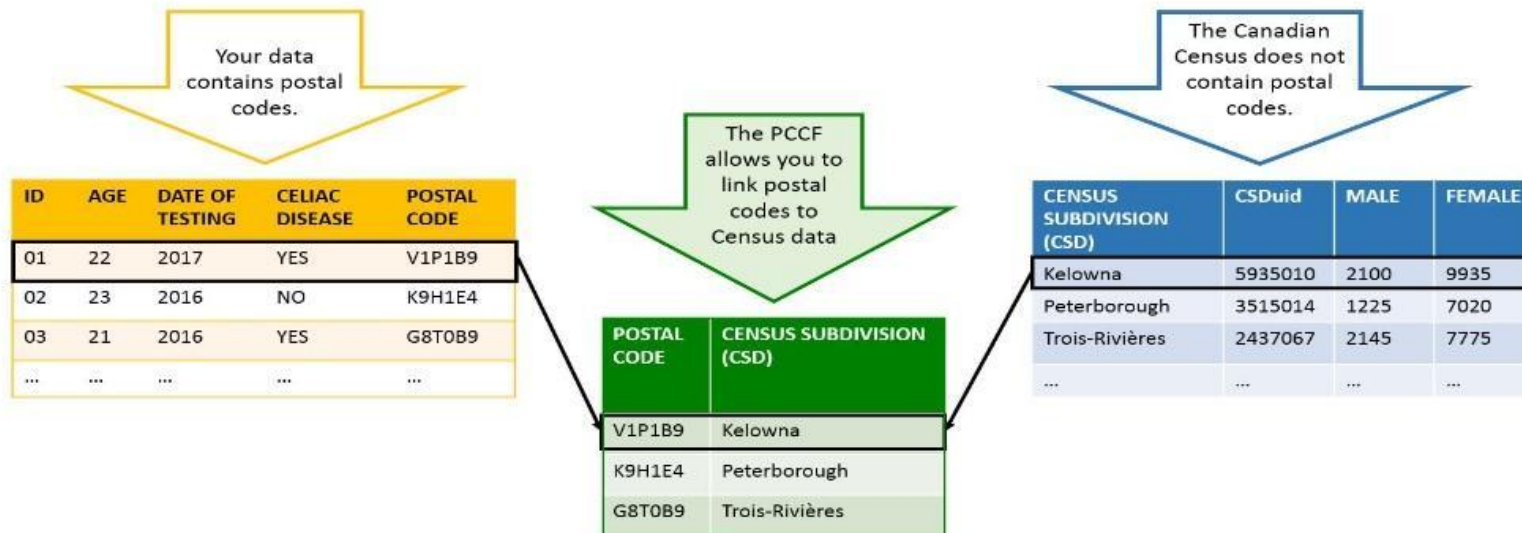 Your data
contains postal
codes.
The PCCF
allows you to
link postal
codes to
Census data
The Canadian
Census does not
contain postal
codes.
ID AGE DATE OF TESTING CELIAC DISEASE POSTAL CODE
01 22 2017 YES V1P1B9
02 23 2016 NO K9H1E4
03 21 2016 YES G8T0B9
... ... ... ... ...
POSTAL CODE CENSUS SUBDIVISION (CSD)
V1P1B9 Kelowna
K9H1E4 Peterborough
G8T0B9 Trois-Rivières
CENSUS SUBDIVISION (CSD) CSDuid MALE FEMALE
Kelowna 5935010 2100 9935
Peterborough 3515014 1225 7020
Trois-Rivières 2437067 2145 7775
... ... ... ...